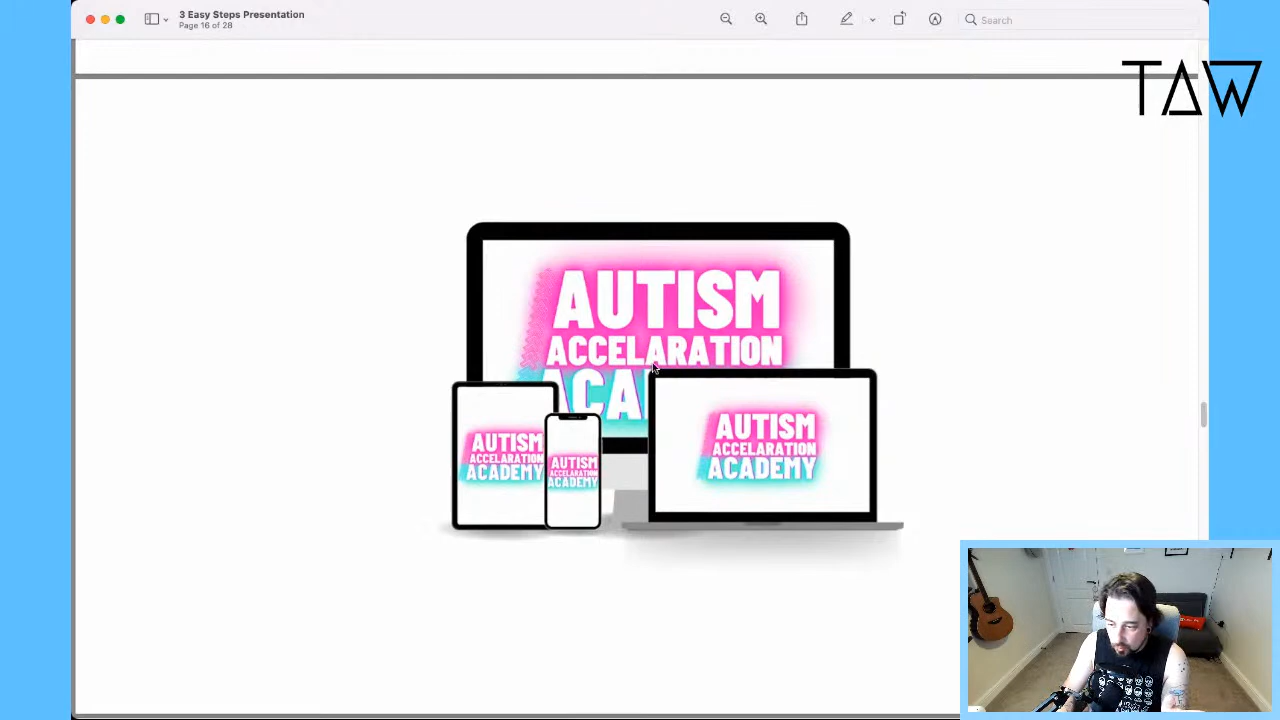 3 Easy Steps Presentation
Page 16 of 28
Search
TAW
AUTISM
ACCELARATION
ACA
AUTISM
ACCELARATION
ACADEMY
AUTISM
ACCELARATION
ACADEMY
AUTISM
ACCELARATION
ACADEMY